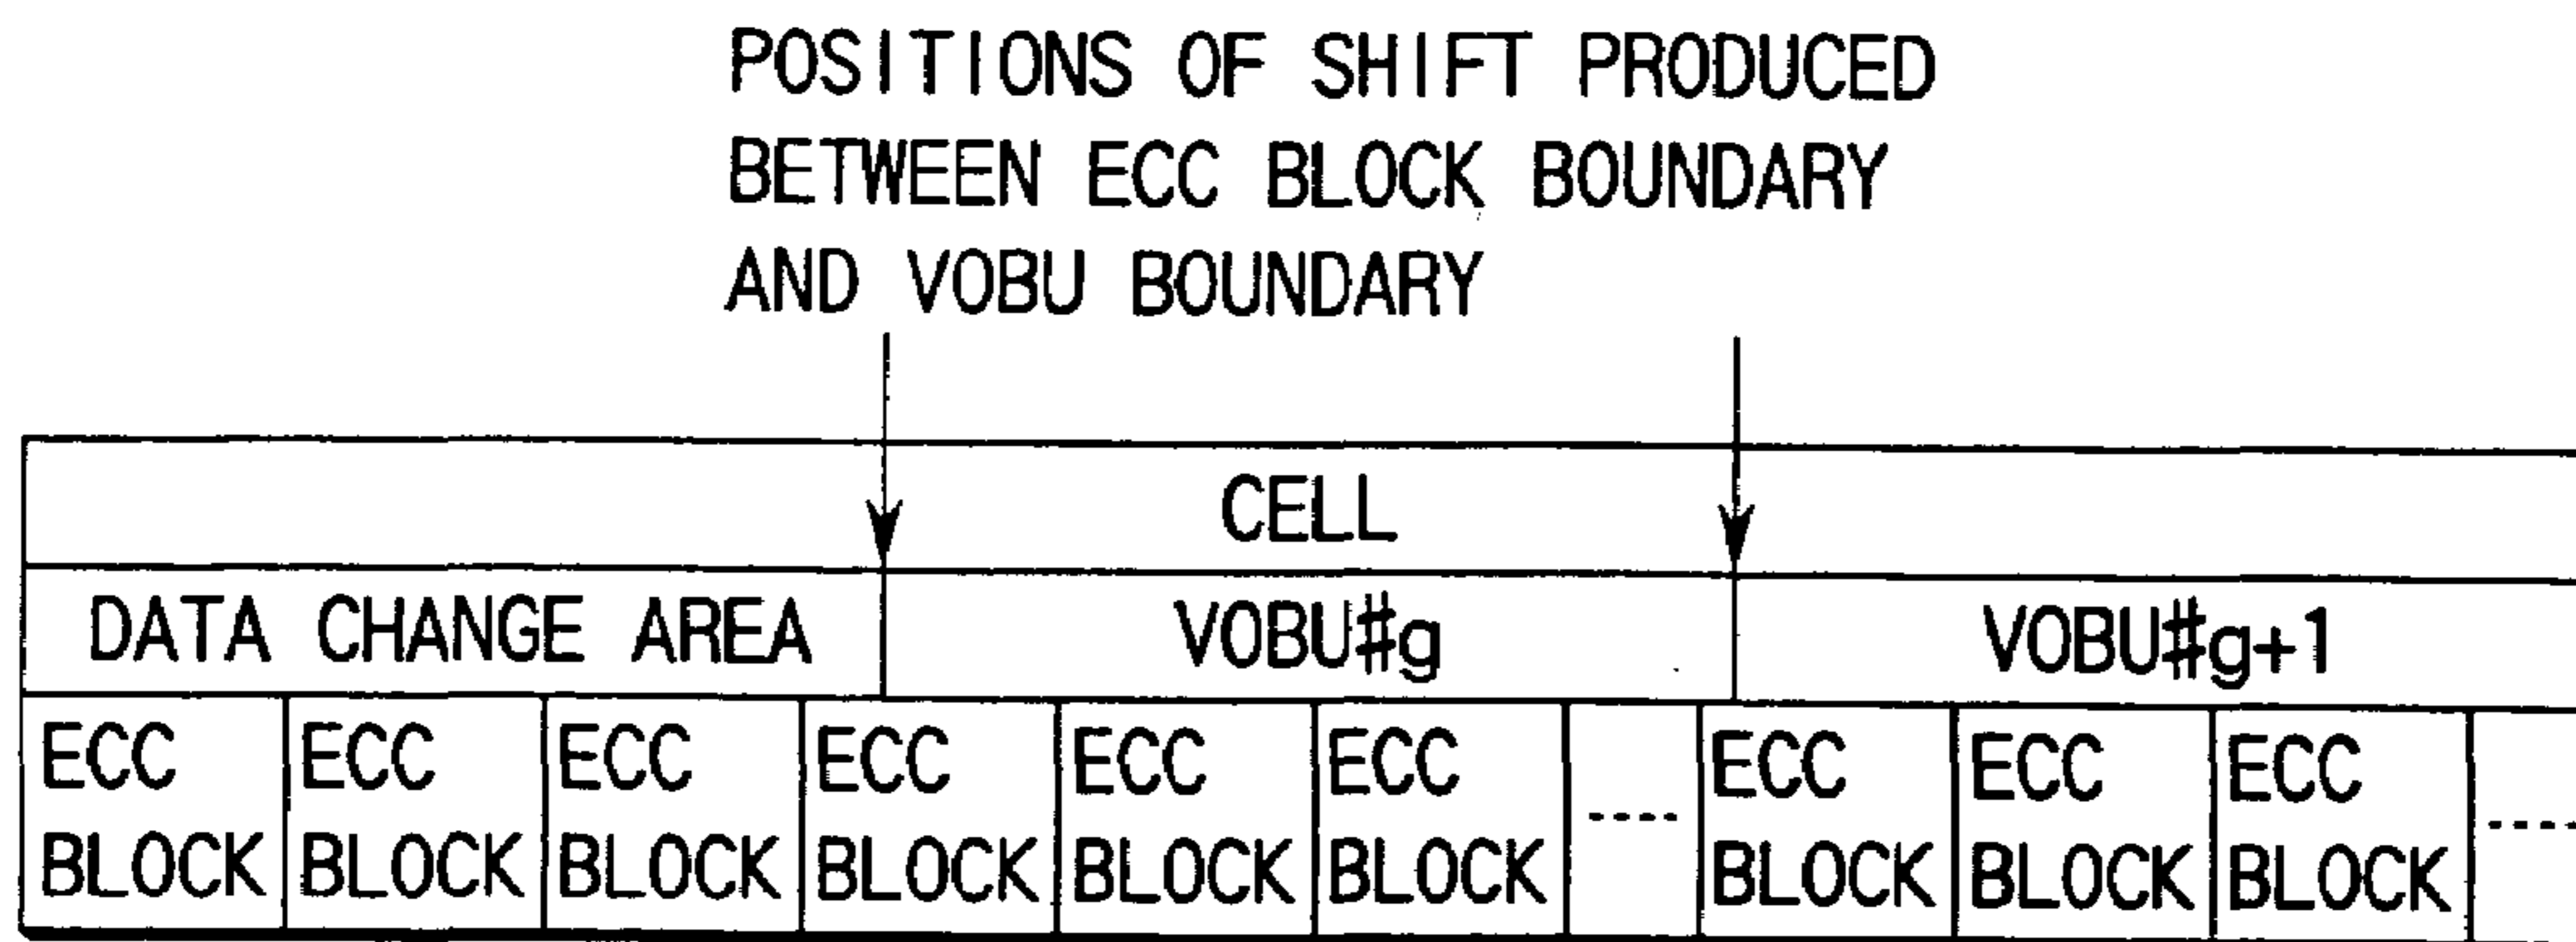 POSITIONS OF SHIFT PRODUCED
BETWEEN ECC BLOCK BOUNDARY
AND VOBU BOUNDARY
CELL
DATA CHANGE AREA VOBU#g VOBU#g+1
ECC ECC ECC ECC ECC ECC ECC ECC ECC
BLOCK BLOCK BLOCK BLOCK BLOCK BLOCK ----- BLOCK BLOCK BLOCK ----